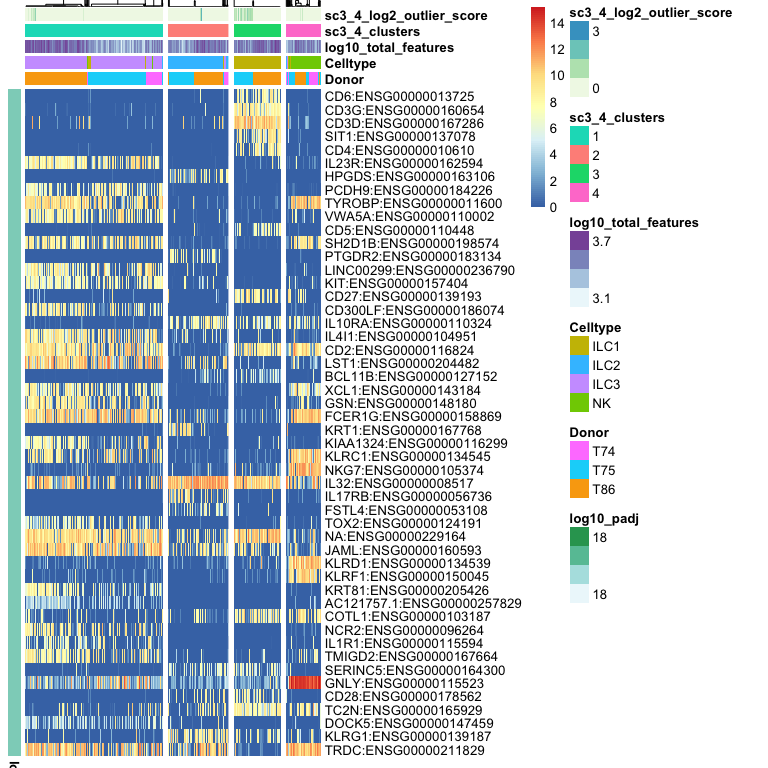 sc3_4_log2_outlier_score
sc3_4_clusters
log10_total_features
Celltype
Donor
CD6:ENSG00000013725
CD3G:ENSG00000160654
CD3D:ENSG00000167286
SIT1:ENSG00000137078
CD4:ENSG00000010610
IL23R:ENSG00000162594
HPGDS:ENSG00000163106
PCDH9:ENSG00000184226
TYROBP:ENSG00000011600
VWA5A:ENSG00000110002
CD5:ENSG00000110448
SH2D1B:ENSG00000198574
PTGDR2:ENSG00000183134
LINC00299:ENSG00000236790
KIT:ENSG00000157404
CD27:ENSG00000139193
CD300LF:ENSG00000186074
IL10RA:ENSG00000110324
IL4I1:ENSG00000104951
CD2:ENSG00000116824
LST1:ENSG00000204482
BCL11B:ENSG00000127152
XCL1:ENSG00000143184
GSN:ENSG00000148180
FCER1G:ENSG00000158869
KRT1:ENSG00000167768
KIAA1324:ENSG00000116299
KLRC1:ENSG00000134545
NKG7:ENSG00000105374
IL32:ENSG00000008517
IL17RB:ENSG00000056736
FSTL4:ENSG00000053108
TOX2:ENSG00000124191
NA:ENSG00000229164
JAML:ENSG00000160593
KLRD1:ENSG00000134539
KLRF1:ENSG00000150045
KRT81:ENSG00000205426
AC121757.1:ENSG00000257829
COTL1:ENSG00000103187
NCR2:ENSG00000096264
IL1R1:ENSG00000115594
TMIGD2:ENSG00000167664
SERINC5:ENSG00000164300
GNLY:ENSG00000115523
CD28:ENSG00000178562
TC2N:ENSG00000165929
DOCK5:ENSG00000147459
KLRG1:ENSG00000139187
TRDC:ENSG00000211829
14
12
10
8
6
4
2
0
sc3_4_log2_outlier_score
3
0
sc3_4_clusters
1
2
3
4
log10_total_features
3.7
3.1
Celltype
ILC1
ILC2
ILC3
NK
Donor
T74
T75
T86
log10_padj
18
18